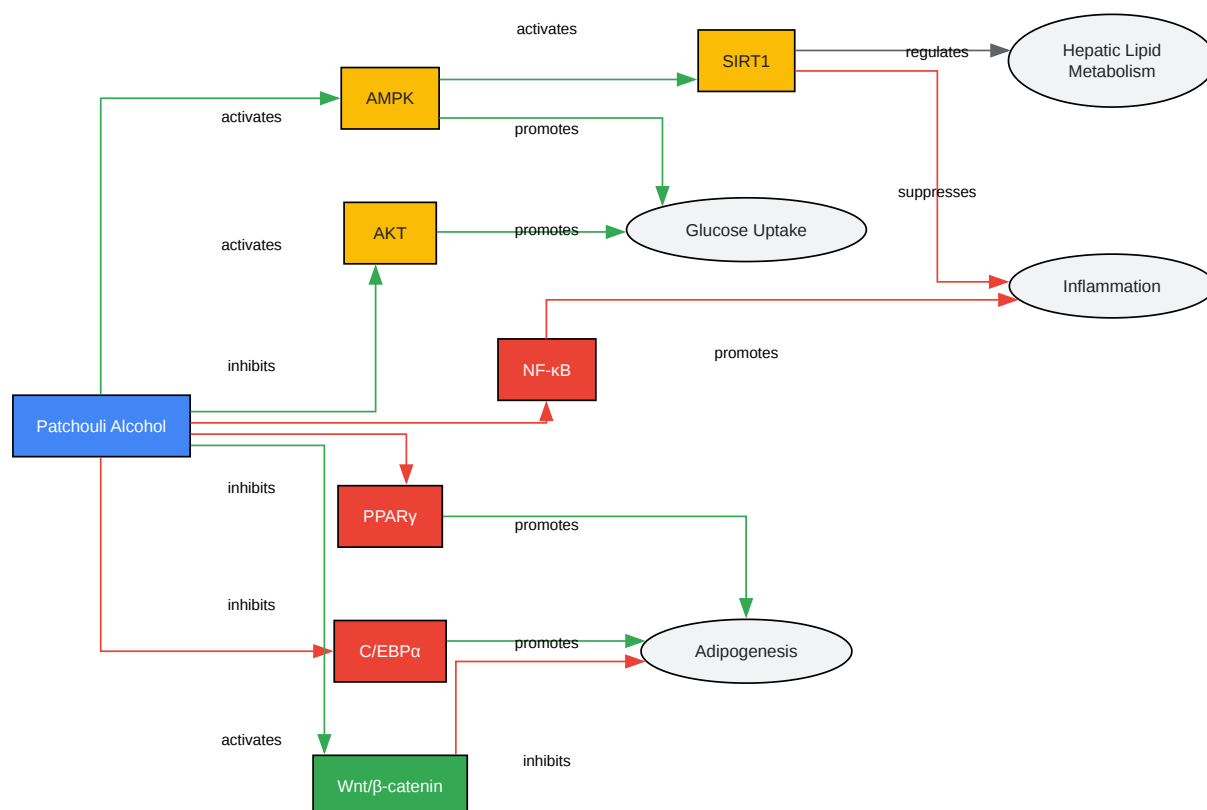 activates
SIRT1
regulates
Hepatic Lipid
Metabolism
AMPK
activates
promotes
suppresses
AKT
activates
promotes
Glucose Uptake
Inflammation
inhibits
NF-κB
promotes
Patchouli Alcohol
inhibits
PPARγ
promotes
inhibits
C/EBPα
promotes
Adipogenesis
activates
Wnt/β-catenin
inhibits